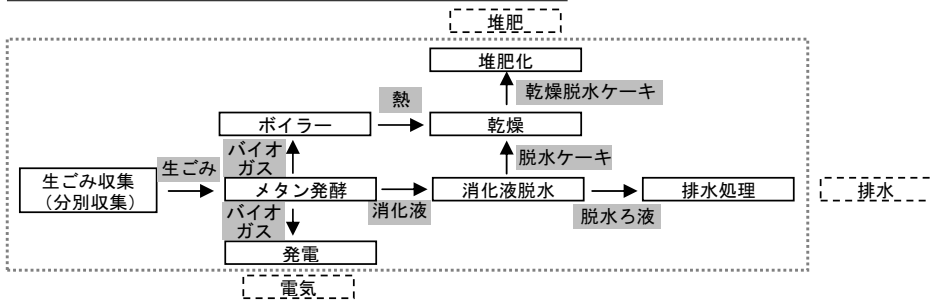 堆肥
堆肥化
乾燥脱水ケーキ
熱
ボイラー
乾燥
バイオ
ガス
脱水ケーキ
生ごみ
生ごみ収集
(分別収集)
メタン発酵
消化液脱水
排水処理
排水
消化液
脱水ろ液
バイオ
ガス
発電
電気